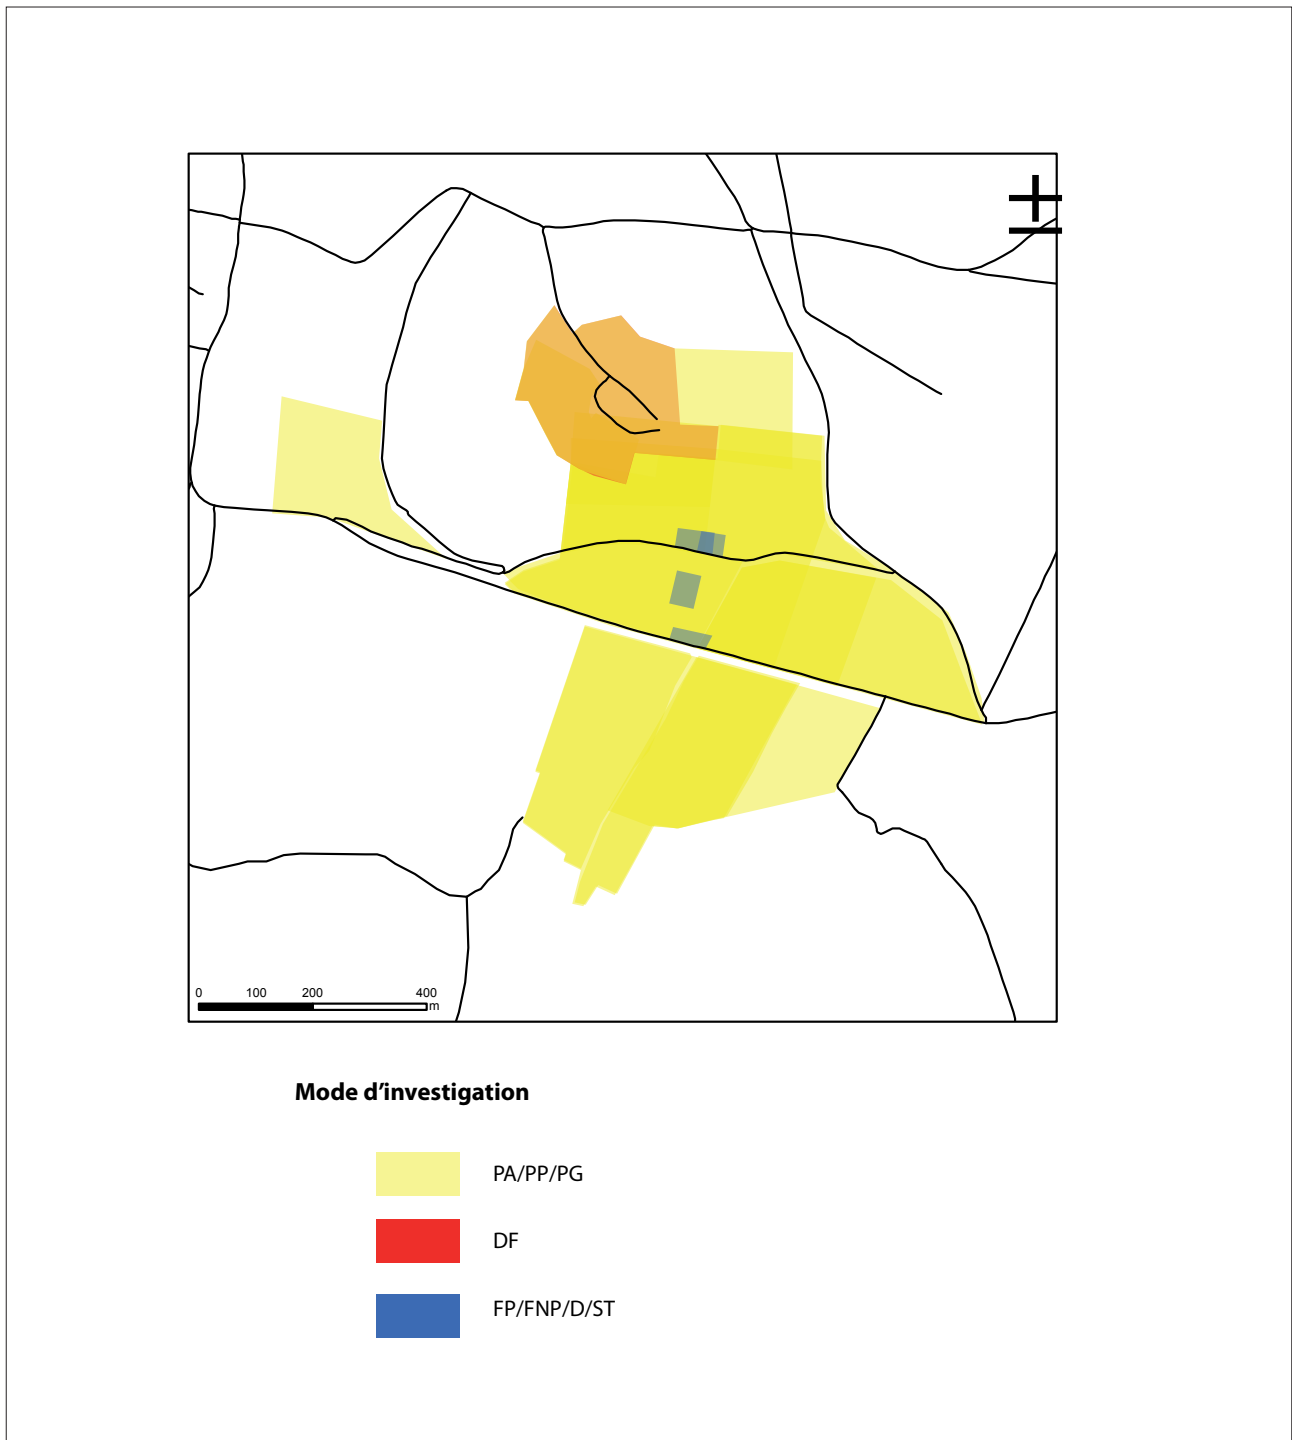 0 100 200 400
m
Mode d’investigation
PA/PP/PG
DF
FP/FNP/D/ST